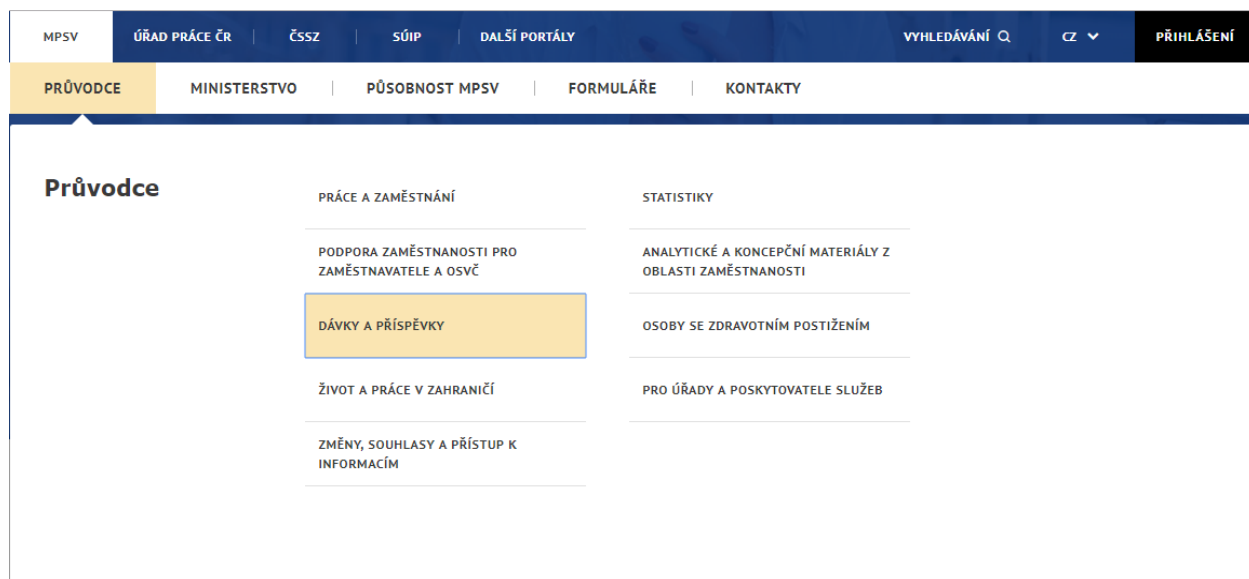 MPSV ÚŘAD PRÁCE ČR ČSSZ SÚIP DALŠÍ PORTÁLY VYHLEDÁVÁNÍ CZ PŘIHLÁŠENÍ
PRŮVODCE MINISTERSTVO PŮSOBNOST MPSV FORMULÁŘE KONTAKTY
Průvodce
PRÁCE A ZAMĚSTNÁNÍ
PODPORA ZAMĚSTNANOSTI PRO
ZAMĚSTNAVATELE A OSVČ
DÁVKY A PŘÍSPĚVKY
ŽIVOT A PRÁCE V ZAHRANIČÍ
ZMĚNY, SOUHLASY A PŘÍSTUP K
INFORMACÍM
STATISTIKY
ANALYTICKÉ A KONCEPČNÍ MATERIÁLY Z
OBLASTI ZAMĚSTNANOSTI
OSOBY SE ZDRAVOTNÍM POSTIŽENÍM
PRO ÚŘADY A POSKYTOVATELE SLUŽEB